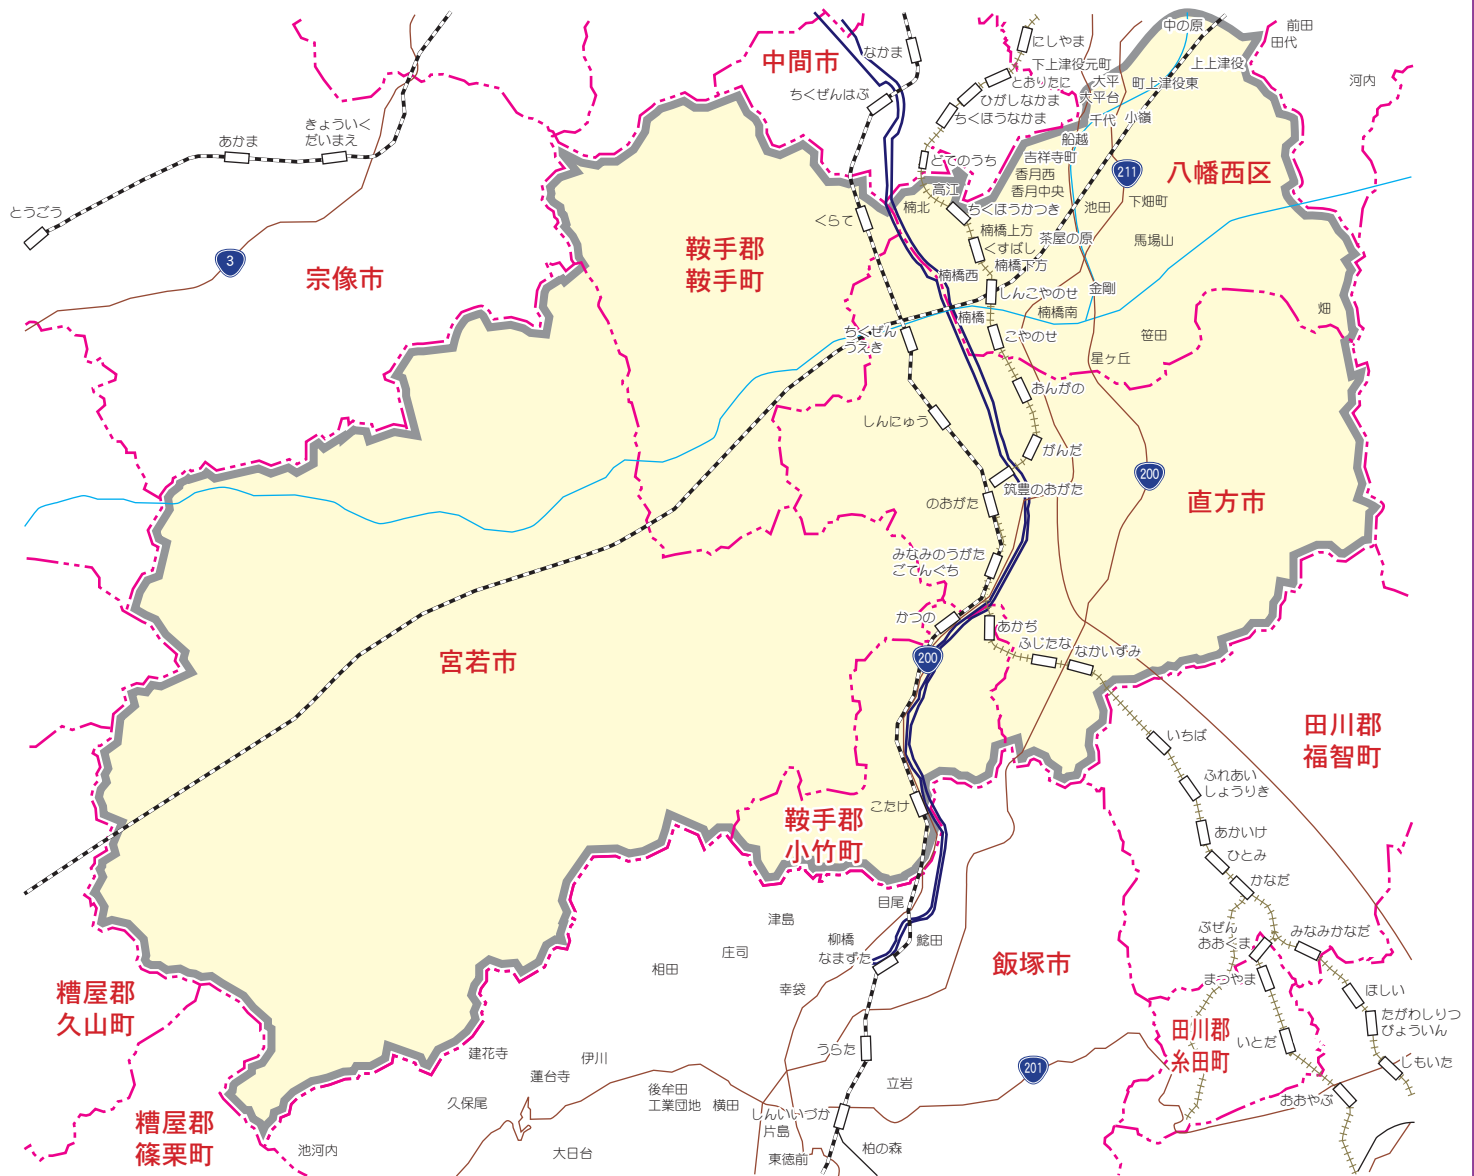 中の原
前田
田代
にしやま
中間市
なかま
下上津役元町
上上津役
とおりたに
大平
町上津役東
河内
ちくぜんはぶ
ひがしなかま
大平台
ちくほうなかま
千代
小嶺
きょういく
だいまえ
あかま
船越
どてのうち
吉祥寺町
香月西
211
八幡西区
高江
香月中央
とうごう
楠北
ちくほうかつき
池田
下畑町
くらて
楠橋上方
茶屋の原
馬場山
鞍手郡
鞍手町
くすばし
3
宗像市
楠橋西
楠橋下方
しんこやのせ
金剛
楠橋
楠橋南
畑
ちくぜん
うえき
こやのせ
笹田
星ヶ丘
おんがの
しんにゅう
がんだ
200
筑豊のおがた
のおがた
直方市
みなみのうがた
ごてんぐち
かつの
あかぢ
ふじたな
なかいずみ
宮若市
200
田川郡
福智町
いちば
ふれあい
しょうりき
こたけ
鞍手郡
小竹町
あかいけ
ひとみ
かなだ
目尾
津島
ぶぜん
おおくま
みなみかなだ
柳橋
鯰田
庄司
なまずた
相田
飯塚市
まつやま
幸袋
ほしい
糟屋郡
久山町
たがわしりつ
びょういん
田川郡
糸田町
いとだ
うらた
建花寺
伊川
しもいた
201
蓮台寺
立岩
後牟田
工業団地
横田
久保尾
おおやぶ
しんいいづか
片島
糟屋郡
篠栗町
池河内
大日台
東徳前
柏の森